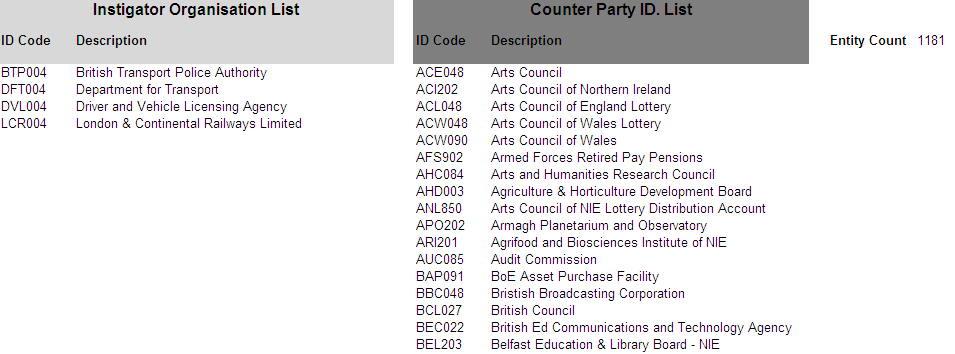 Instigator Organisation List
ID Code Description
BTP004 British Transport Police Authority
DFT004 Department for Transport
DVL004 Driver and Vehicle Licensing Agency
LCR004 London & Continental Railways Limited
Counter Party ID. List
ID Code Description
ACE048 Arts Council
ACI202 Arts Council of Northern Ireland
ACL048 Arts Council of England Lottery
ACW048 Arts Council of Wales Lottery
ACW090 Arts Council of Wales
AFS902 Armed Forces Retired Pay Pensions
AHC084 Arts and Humanities Research Council
AHD003 Agriculture & Horticulture Development Board
ANL850 Arts Council of NIE Lottery Distribution Account
APO202 Armagh Planetarium and Observatory
ARI201 Agrifood and Biosciences Institute of NIE
AUC085 Audit Commission
BAP091 BoE Asset Purchase Facility
BBC048 Bristish Broadcasting Corporation
BCL027 British Council
BEC022 British Ed Communications and Technology Agency
BEL203 Belfast Education & Library Board - NIE
Entity Count 1181